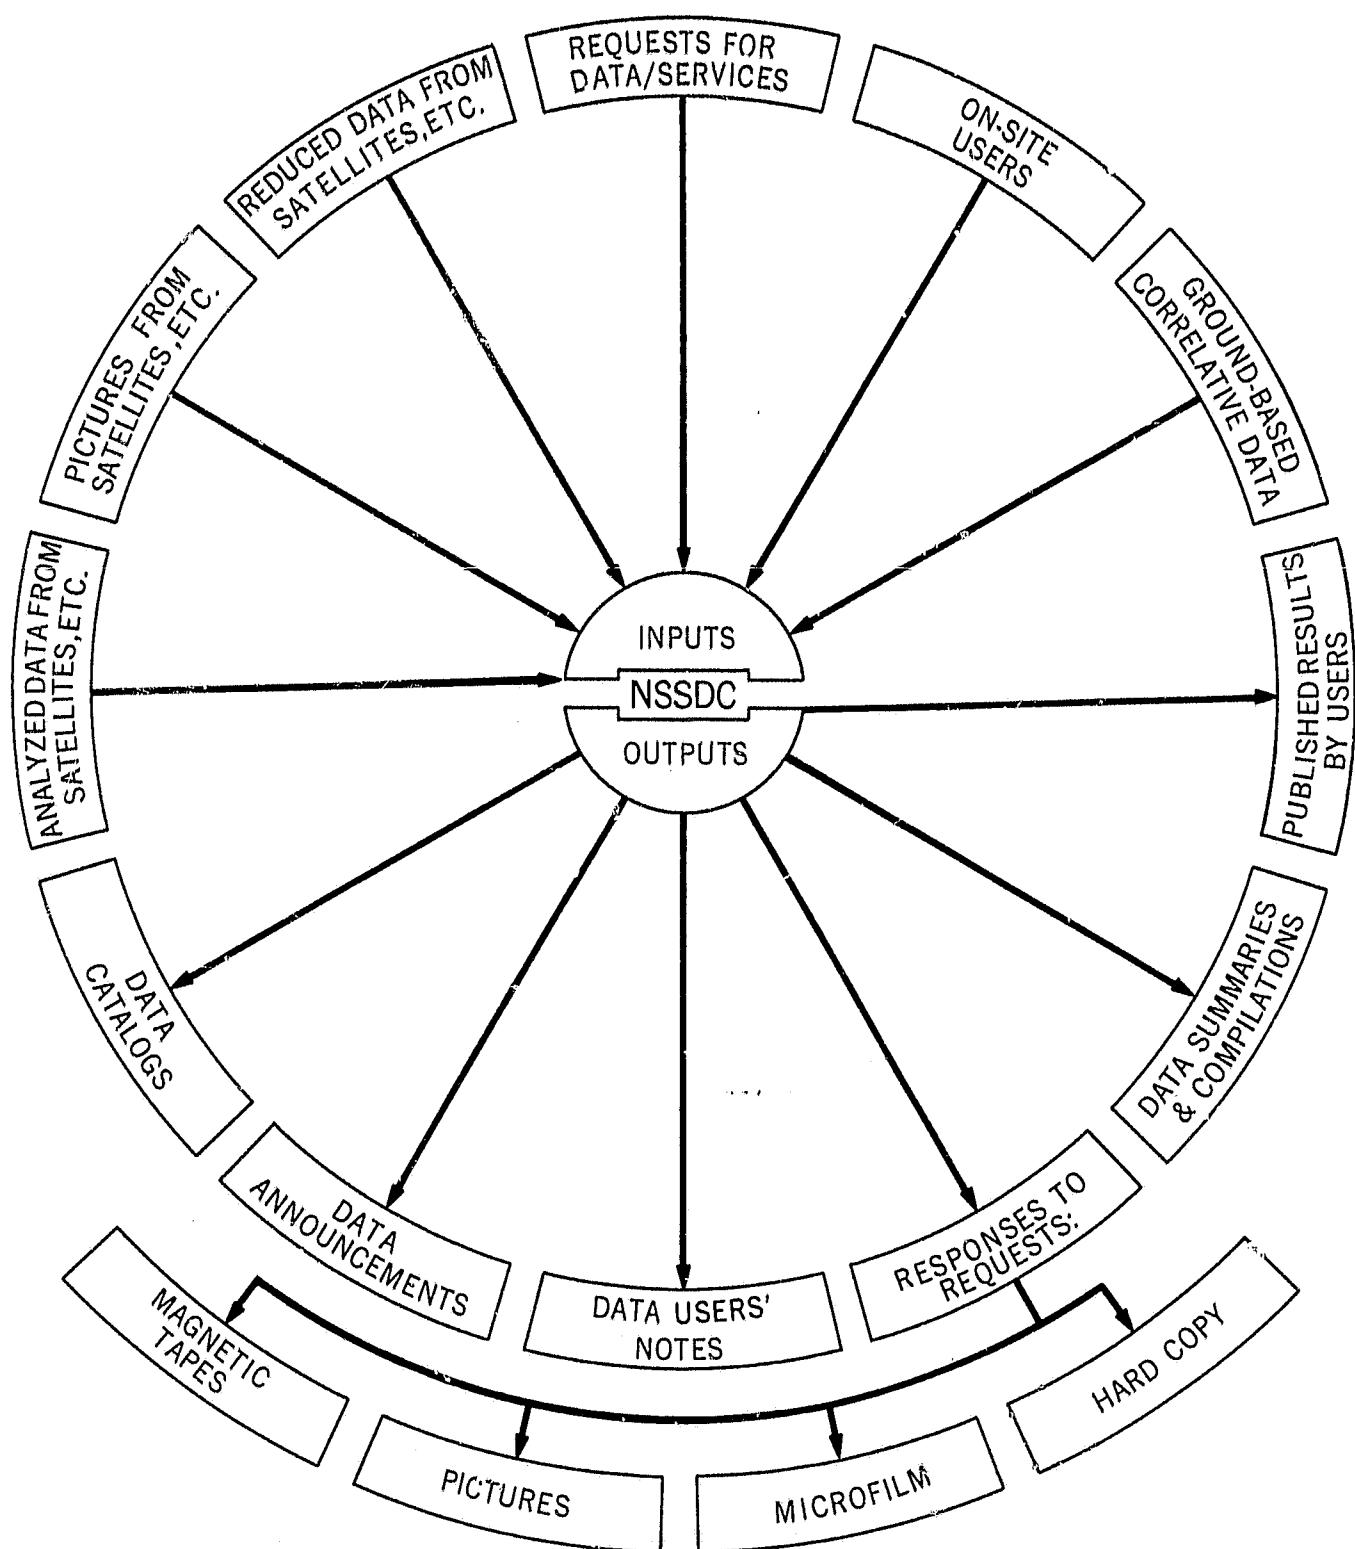 REQUESTS FOR
DATA/SERVICES
REDUCED DATA FROM
SATELLITES,ETC.
ON-SITE
USERS
PICTURES FROM
SATELLITES,ETC.
GROUND-BASED
CORRELATIVE DATA
ANALYZED DATA FROM
SATELLITES,ETC.
INPUTS
NSSDC
OUTPUTS
PUBLISHED RESULTS
BY USERS
DATA
CATALOGS
DATA SUMMARIES
& COMPILATIONS
DATA
ANNOUNCEMENTS
DATA USERS'
NOTES
RESPONSES TO
REQUESTS:
MAGNETIC
TAPES
PICTURES
MICROFILM
HARD COPY